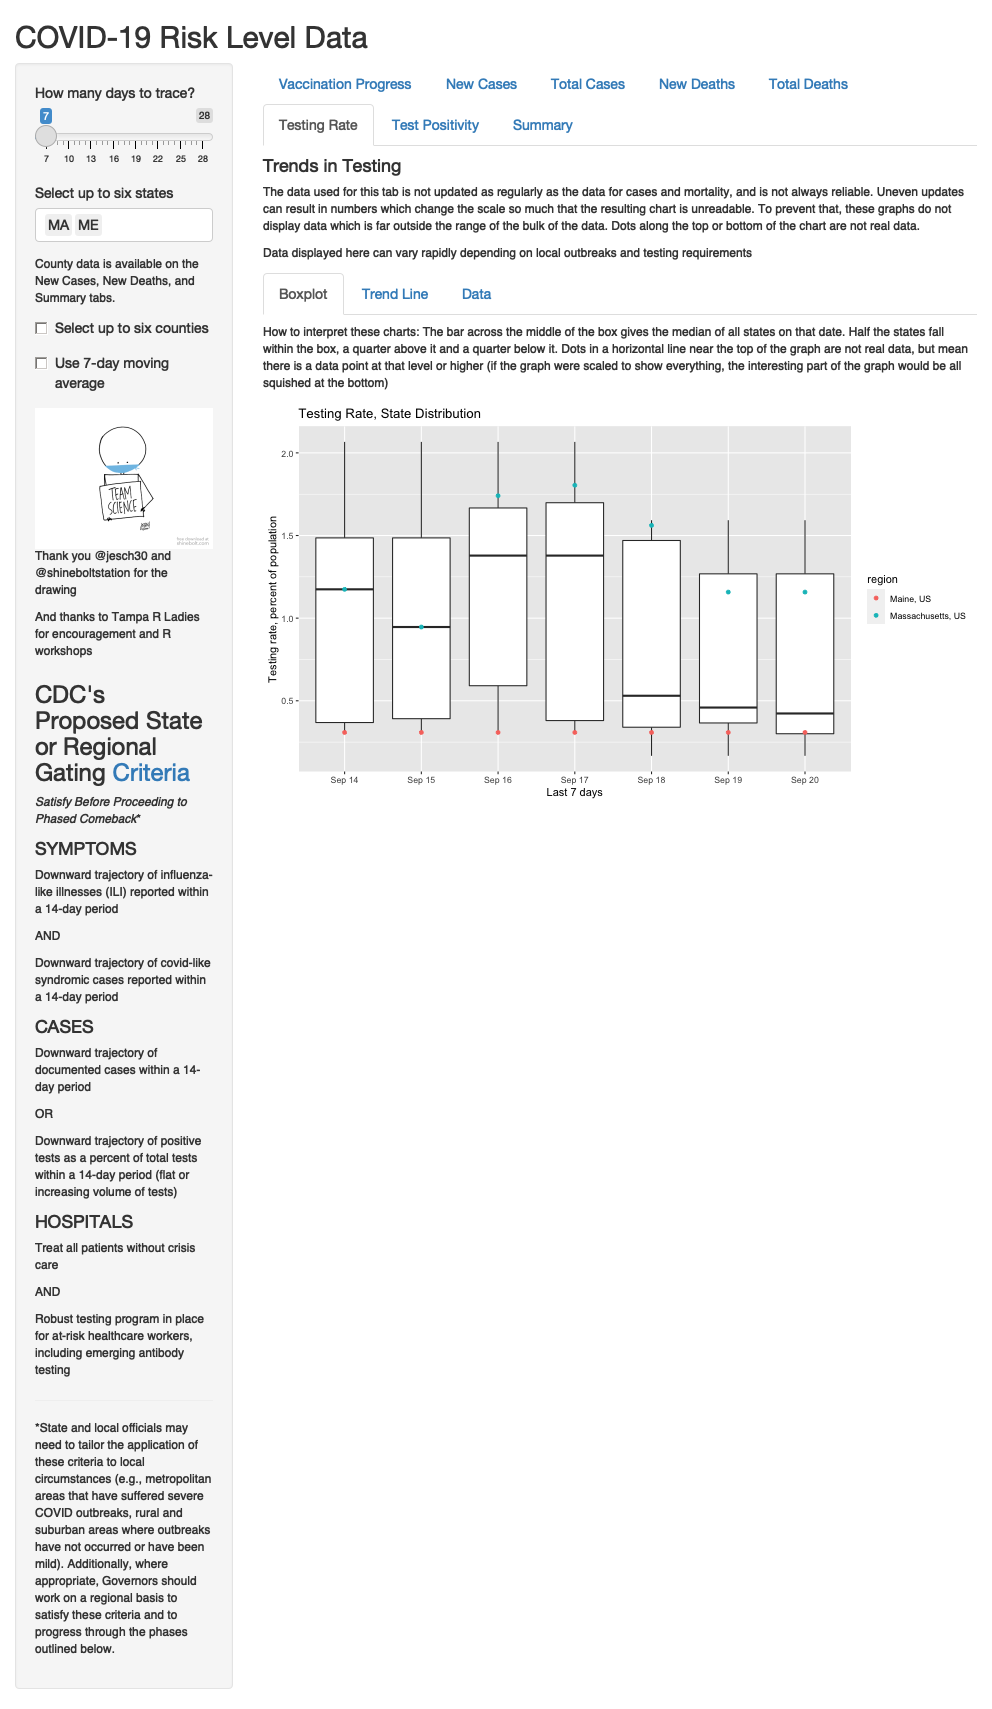 COVID-19 Risk Level Data
How many days to trace?
7
28
7 10 13 16 19 22 25 28
Select up to six states
MA ME
County data is available on the
New Cases, New Deaths, and
Summary tabs.
Select up to six counties
Use 7-day moving
average
TEAM
SCIENCE
free download at
shinebolt.com
Thank you @jesch30 and
@shineboltstation for the
drawing
And thanks to Tampa R Ladies
for encouragement and R
workshops
CDC's
Proposed State
or Regional
Gating Criteria
Satisfy Before Proceeding to
Phased Comeback*
SYMPTOMS
Downward trajectory of influenza-
like illnesses (ILI) reported within
a 14-day period
AND
Downward trajectory of covid-like
syndromic cases reported within
a 14-day period
CASES
Downward trajectory of
documented cases within a 14-
day period
OR
Downward trajectory of positive
tests as a percent of total tests
within a 14-day period (flat or
increasing volume of tests)
HOSPITALS
Treat all patients without crisis
care
AND
Robust testing program in place
for at-risk healthcare workers,
including emerging antibody
testing
*State and local officials may
need to tailor the application of
these criteria to local
circumstances (e.g., metropolitan
areas that have suffered severe
COVID outbreaks, rural and
suburban areas where outbreaks
have not occurred or have been
mild). Additionally, where
appropriate, Governors should
work on a regional basis to
satisfy these criteria and to
progress through the phases
outlined below.
Vaccination Progress New Cases Total Cases New Deaths Total Deaths
Testing Rate Test Positivity Summary
Trends in Testing
The data used for this tab is not updated as regularly as the data for cases and mortality, and is not always reliable. Uneven updates
can result in numbers which change the scale so much that the resulting chart is unreadable. To prevent that, these graphs do not
display data which is far outside the range of the bulk of the data. Dots along the top or bottom of the chart are not real data.
Data displayed here can vary rapidly depending on local outbreaks and testing requirements
Boxplot Trend Line Data
How to interpret these charts: The bar across the middle of the box gives the median of all states on that date. Half the states fall
within the box, a quarter above it and a quarter below it. Dots in a horizontal line near the top of the graph are not real data, but mean
there is a data point at that level or higher (if the graph were scaled to show everything, the interesting part of the graph would be all
squished at the bottom)
Testing Rate, State Distribution
Testing rate, percent of population
2.0
1.5
1.0
0.5
Sep 14 Sep 15 Sep 16 Sep 17 Sep 18 Sep 19 Sep 20
Last 7 days
region
Maine, US
Massachusetts, US